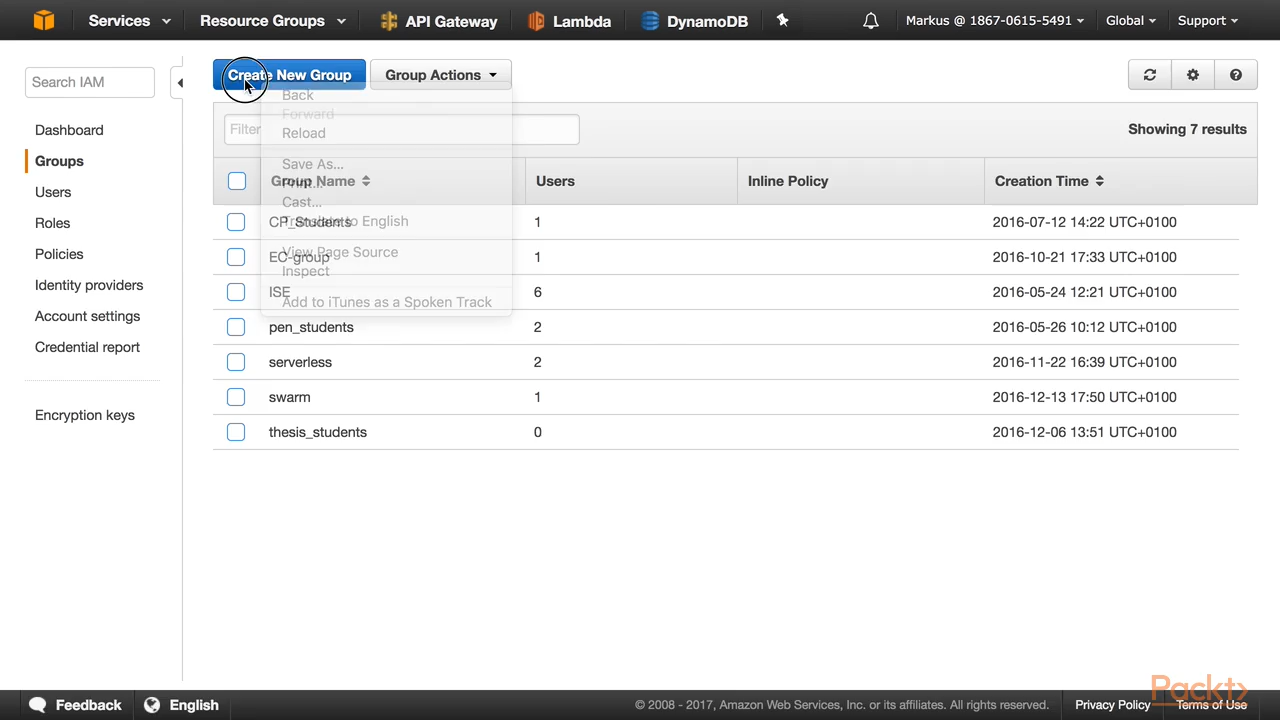 Services Resource Groups API Gateway Lambda DynamoDB Markus @ 1867-0615-5491 Global Support
Search IAM
Dashboard
Groups
Users
Roles
Policies
Identity providers
Account settings
Credential report
Encryption keys
Create New Group Group Actions
Filter
Showing 7 results
Group Name Users Inline Policy Creation Time
CP_Students 1 2016-07-12 14:22 UTC+0100
EC-group 1 2016-10-21 17:33 UTC+0100
ISE 6 2016-05-24 12:21 UTC+0100
pen_students 2 2016-05-26 10:12 UTC+0100
serverless 2 2016-11-22 16:39 UTC+0100
swarm 1 2016-12-13 17:50 UTC+0100
thesis_students 0 2016-12-06 13:51 UTC+0100
Back
Forward
Reload
Save As...
Print...
Cast...
Translate to English
View Page Source
Inspect
Add to iTunes as a Spoken Track
Packt
Feedback English © 2008 - 2017, Amazon Web Services, Inc. or its affiliates. All rights reserved. Privacy Policy Terms of Use